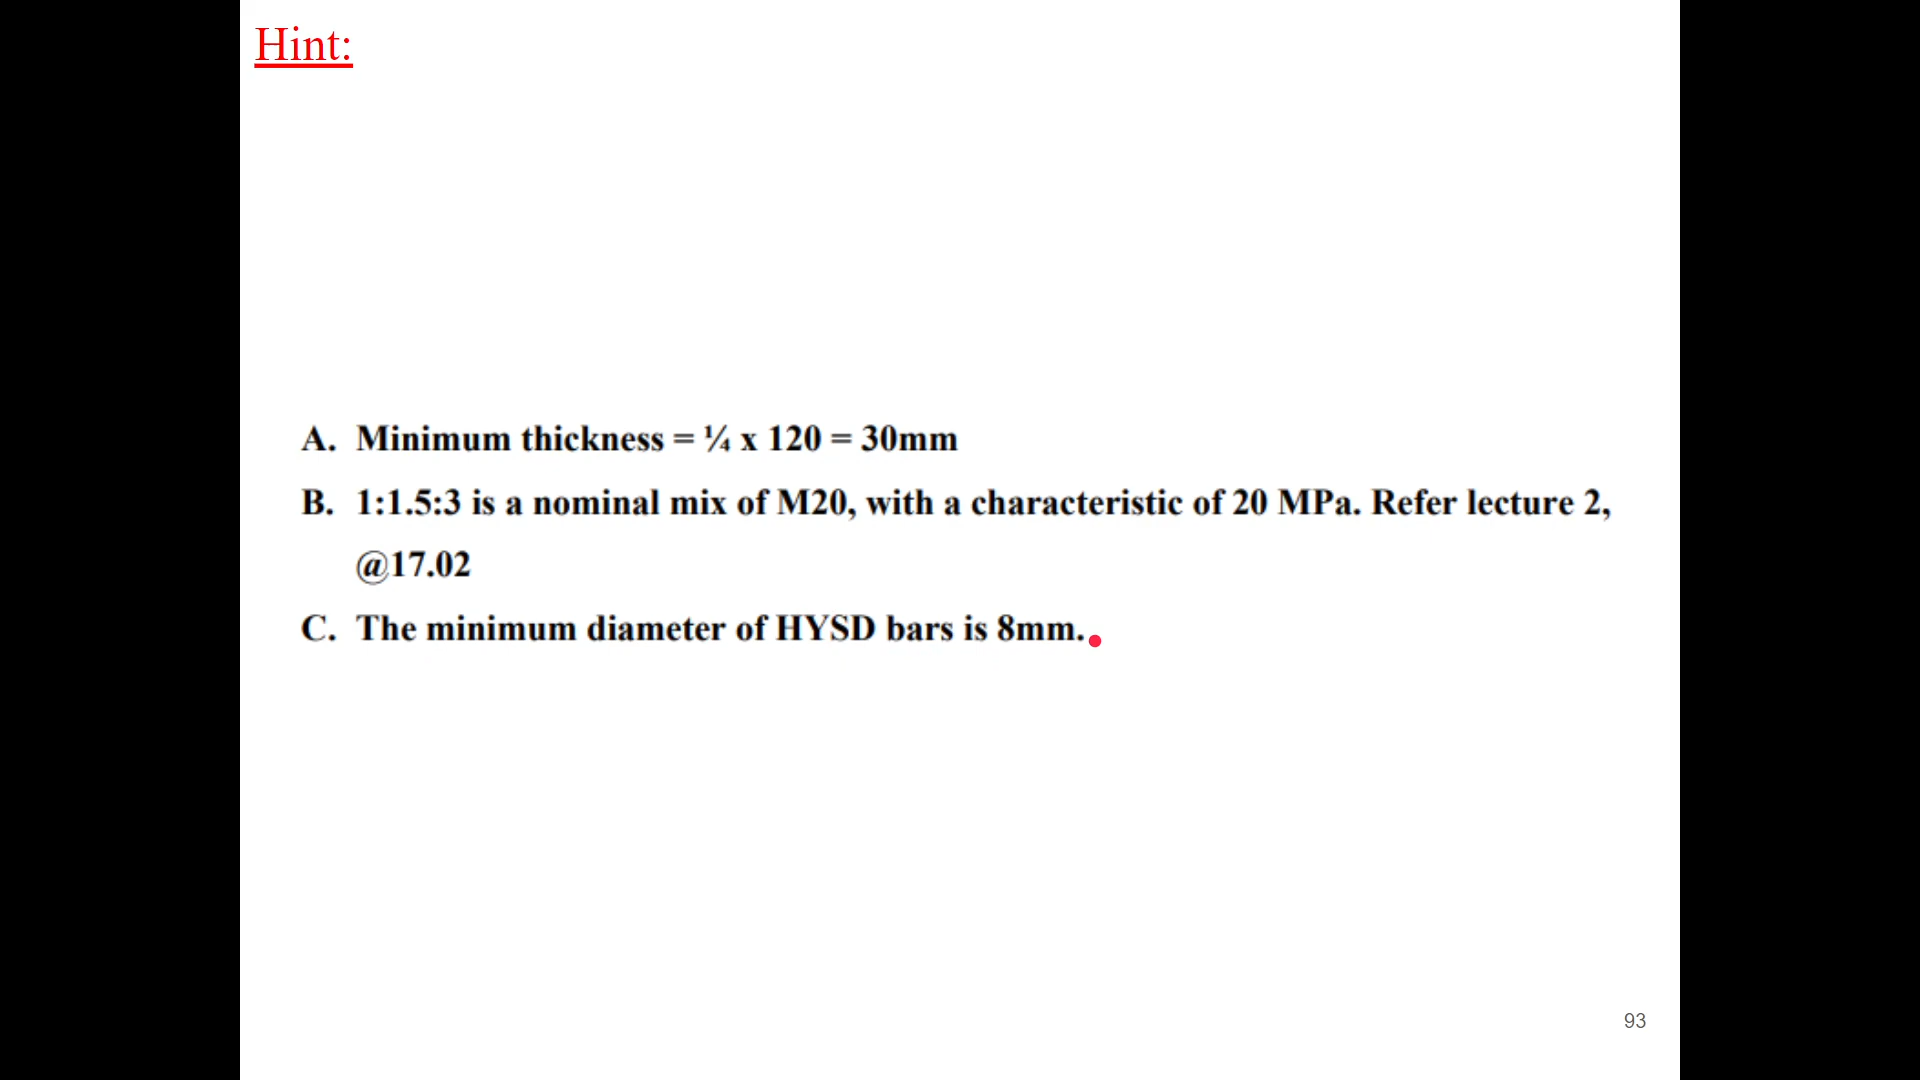 Hint:
A. Minimum thickness = ¼ x 120 = 30mm
B. 1:1.5:3 is a nominal mix of M20, with a characteristic of 20 MPa. Refer lecture 2,
@17.02
C. The minimum diameter of HYSD bars is 8mm.
93